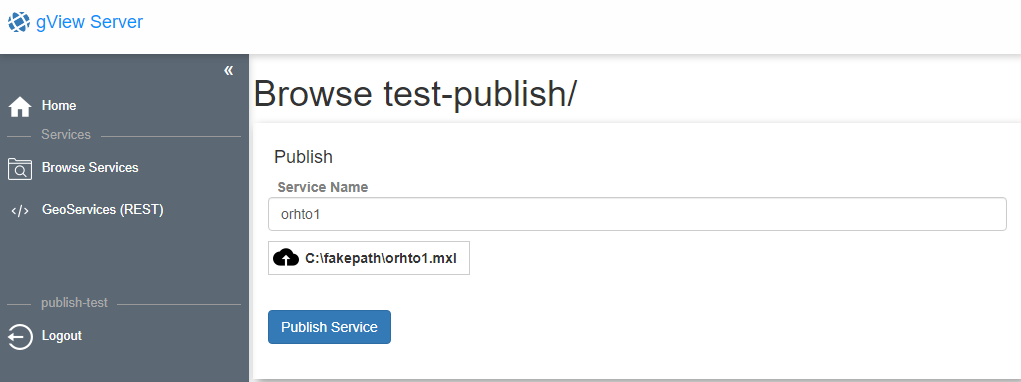 gView Server
«
Home
Services
Browse Services
</> GeoServices (REST)
publish-test
Logout
Browse test-publish/
Publish
Service Name
orhto1
C:\fakepath\orhto1.mxl
Publish Service